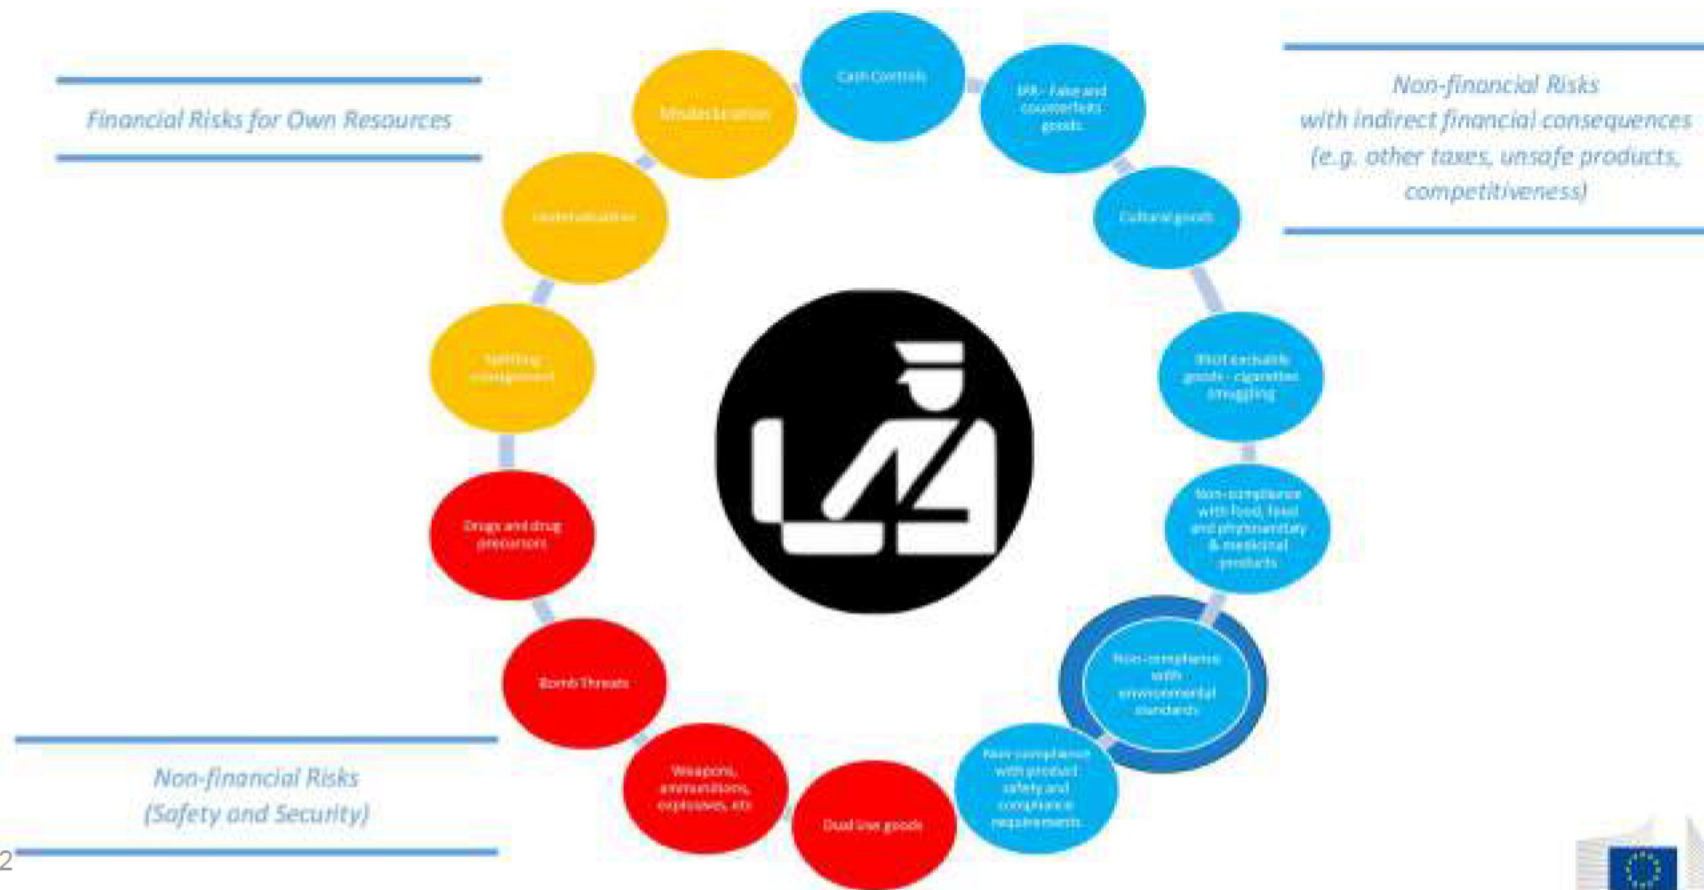 Financial Risks for Own Resources
Non-financial Risks
with indirect financial consequences
(e.g. other taxes, unsafe products,
competitiveness)
Cash Controls
IPR - Fake and
counterfeits
goods
Cultural goods
Illicit excisable
goods - cigarettes
smuggling
Non-compliance
with food, feed
and phytosanitary
& medicinal
products
Non-compliance
with
environmental
standards
Non-compliance
with product
safety and
compliance
requirements
Dual Use goods
Weapons,
ammunitions,
explosives, etc
Bomb Threats
Drugs and drug
precursors
Splitting
Undervaluation
Misdeclaration
Non-financial Risks
(Safety and Security)
2